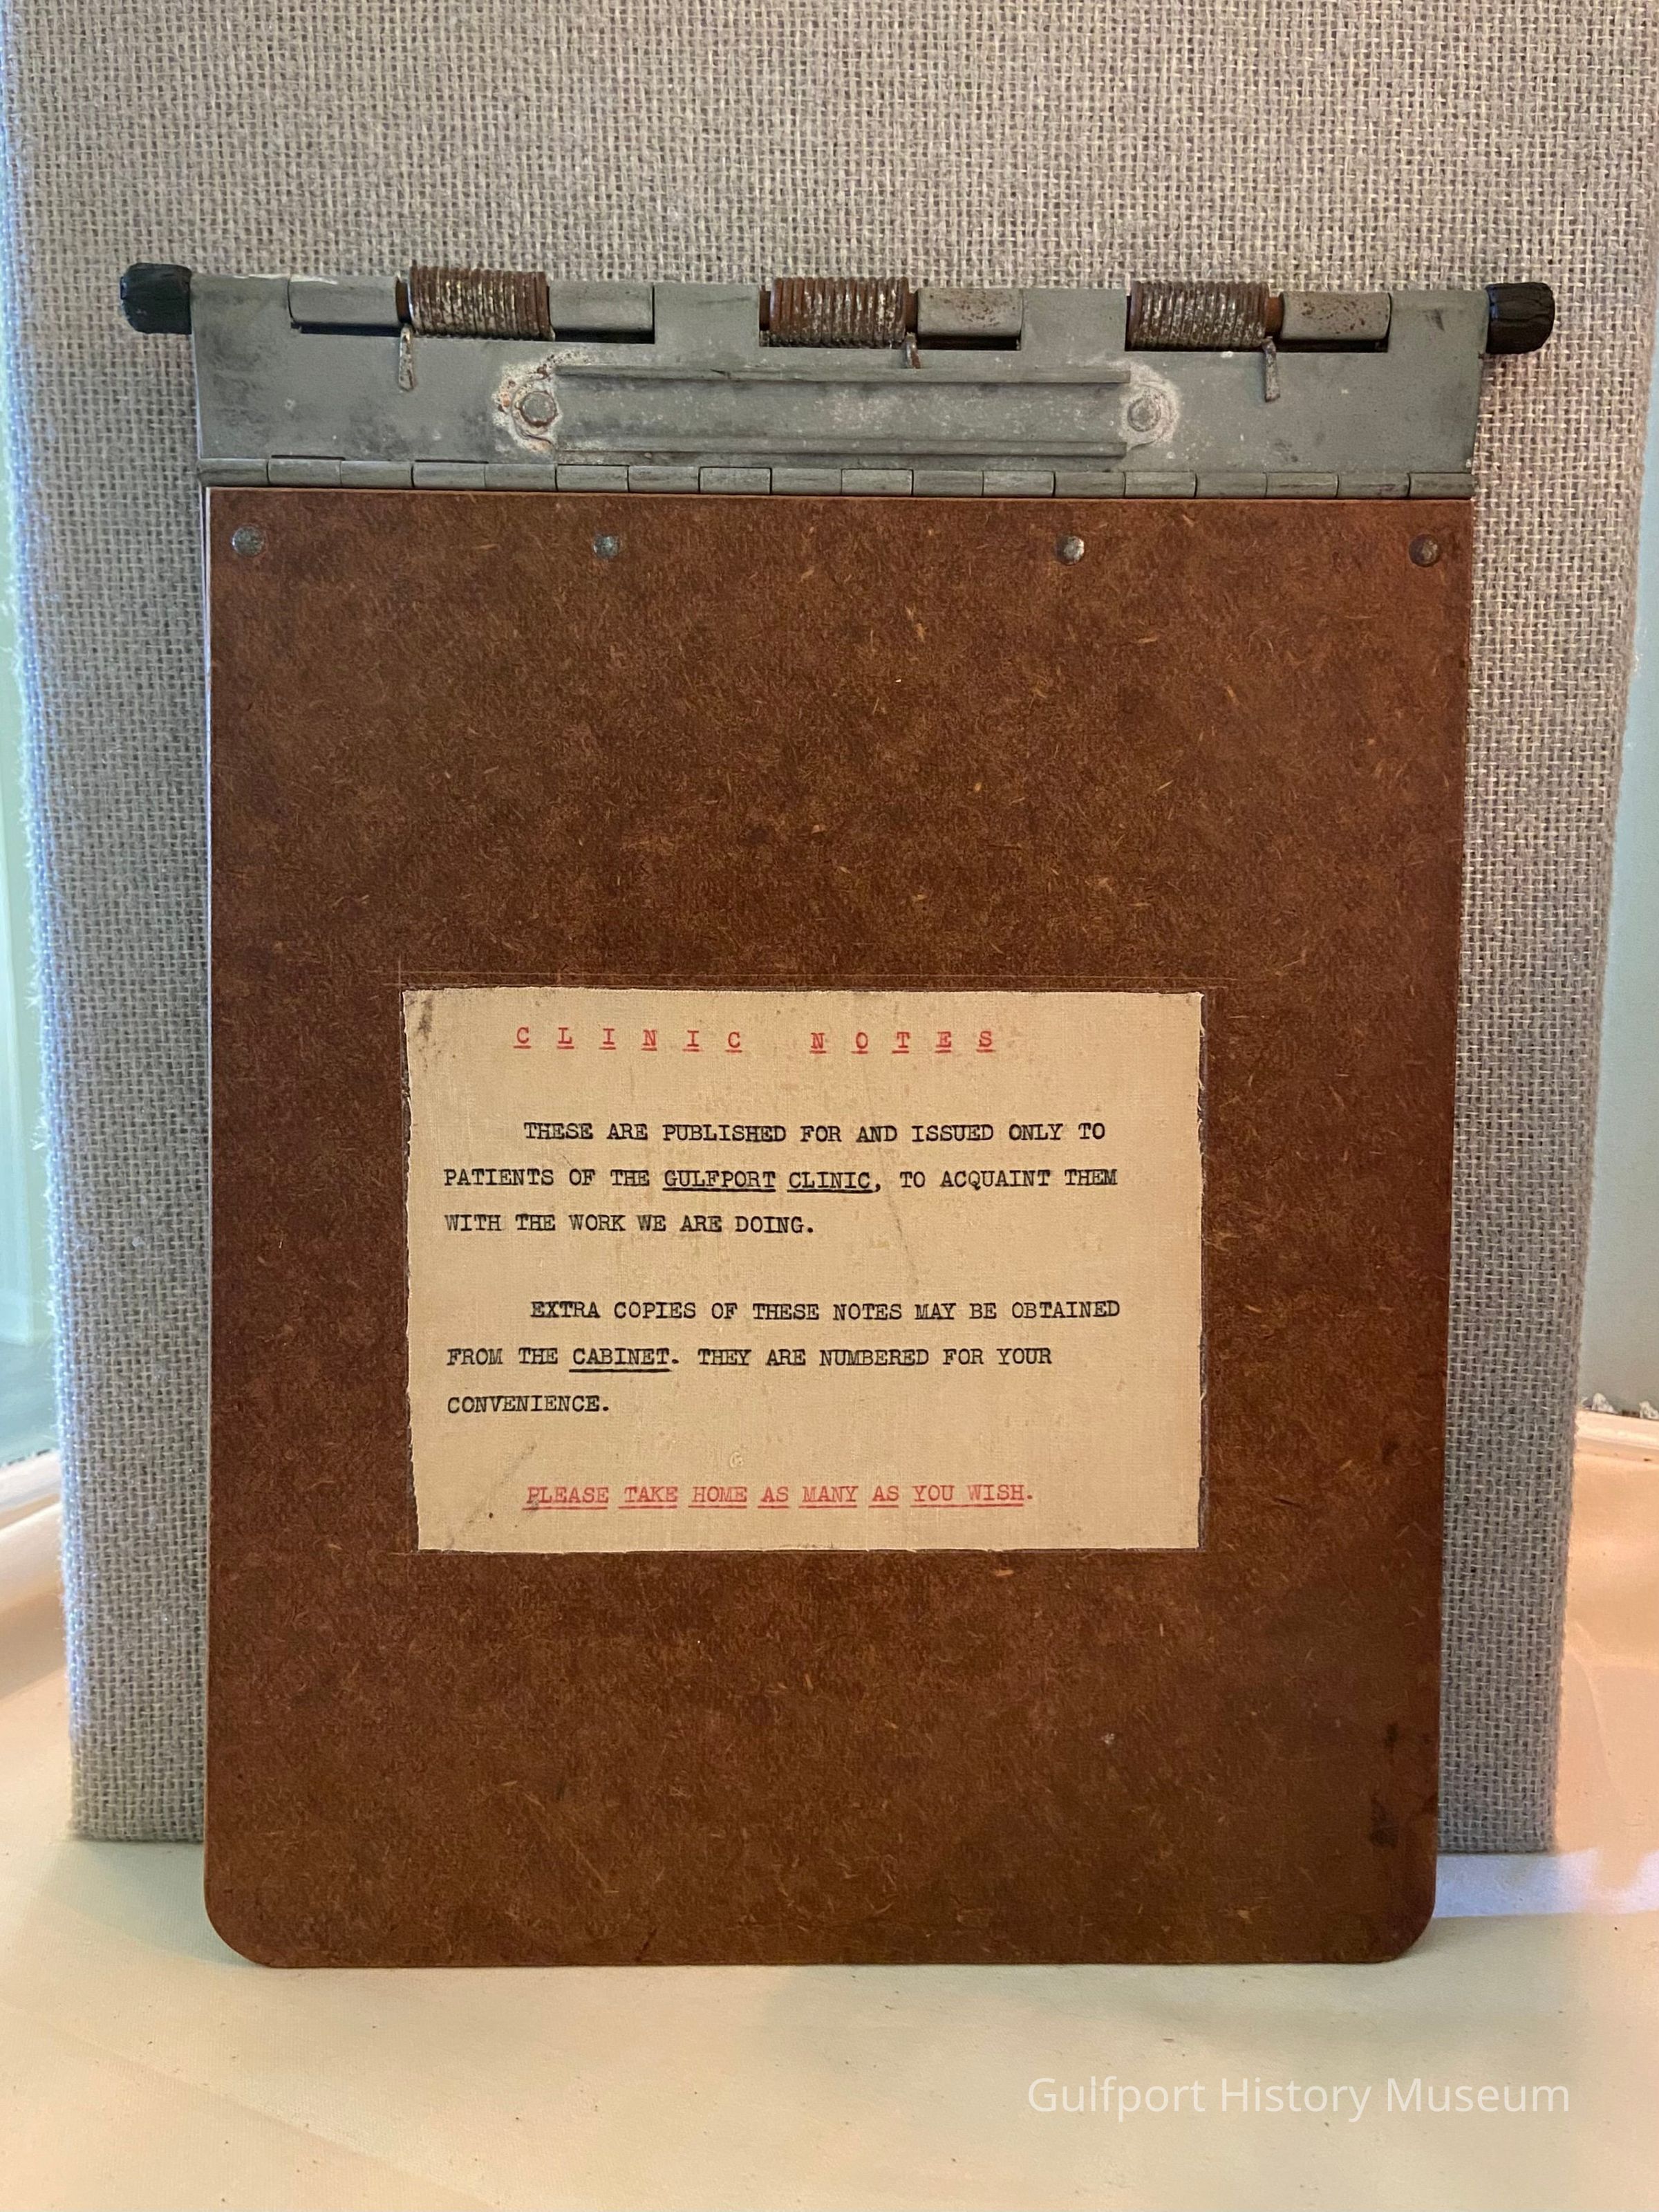 CLINIC NOTES
THESE ARE PUBLISHED FOR AND ISSUED ONLY TO
PATIENTS OF THE GULFPORT CLINIC, TO ACQUAINT THEM
WITH THE WORK WE ARE DOING.
EXTRA COPIES OF THESE NOTES MAY BE OBTAINED
FROM THE CABINET. THEY ARE NUMBERED FOR YOUR
CONVENIENCE.
PLEASE TAKE HOME AS MANY AS YOU WISH.
Gulfport History Museum